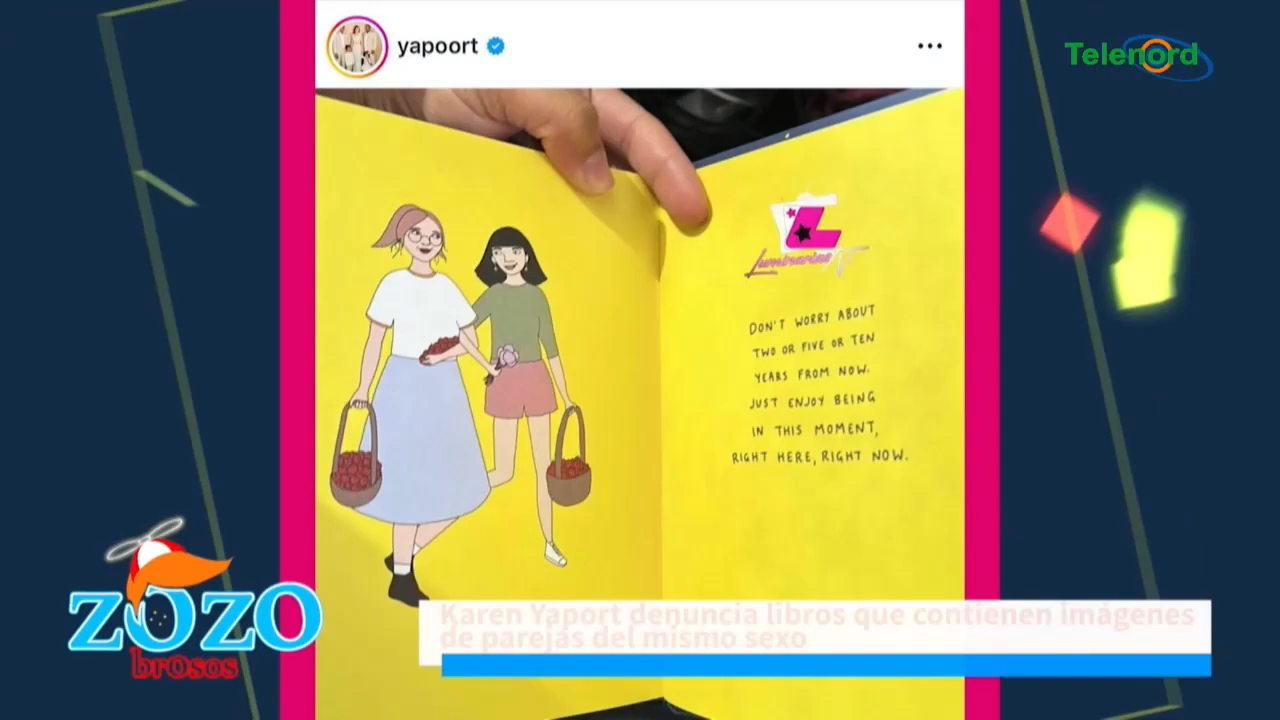 yapoort
Telenord
Luminarias TV
DON'T WORRY ABOUT
TWO OR FIVE OR TEN
YEARS FROM NOW.
JUST ENJOY BEING
IN THIS MOMENT,
RIGHT HERE, RIGHT NOW.
ZOZO
brosos
Karen Yaport denuncia libros que contienen imágenes
de parejas del mismo sexo